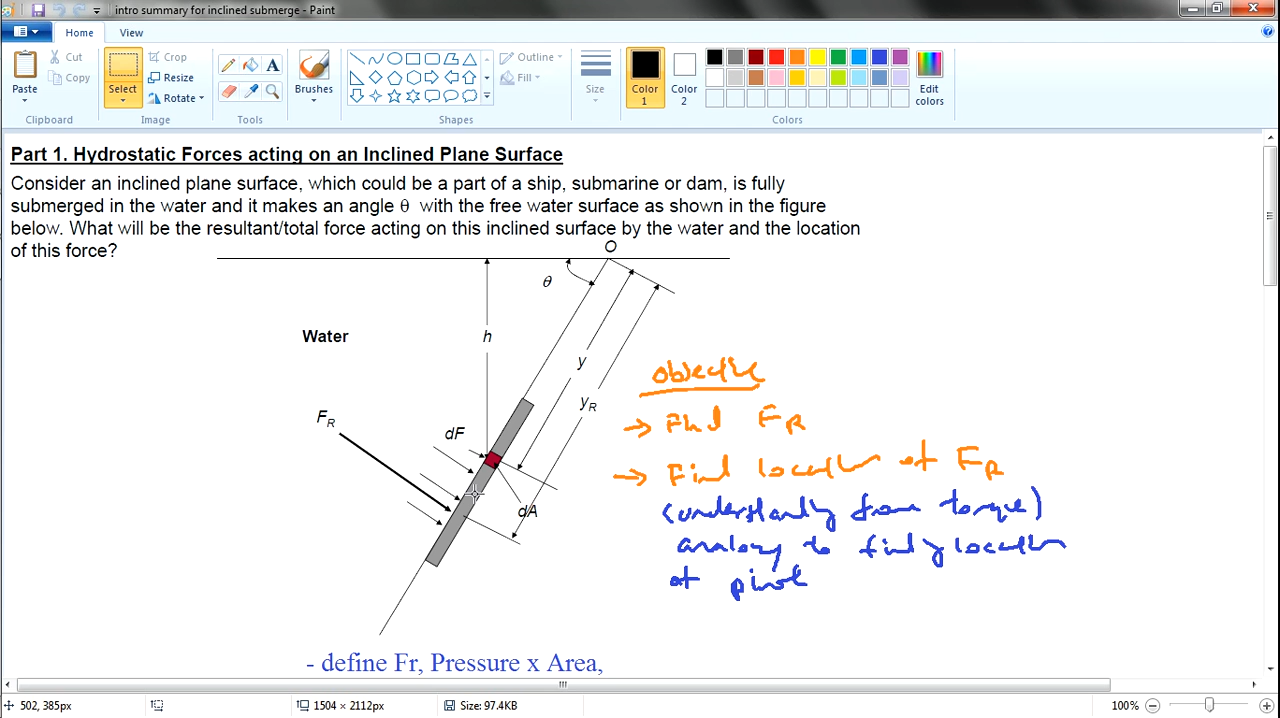 intro summary for inclined submerge - Paint
Home View
Paste
Cut
Copy
Clipboard
Select
Crop
Resize
Rotate
Image
A
Tools
Brushes
Outline
Fill
Shapes
Size
Color 1
Color 2
Edit colors
Colors
Part 1. Hydrostatic Forces acting on an Inclined Plane Surface
Consider an inclined plane surface, which could be a part of a ship, submarine or dam, is fully
submerged in the water and it makes an angle θ with the free water surface as shown in the figure
below. What will be the resultant/total force acting on this inclined surface by the water and the location
of this force?
O
θ
Water
h
y
y_R
F_R
dF
dA
objective
→ Find F_R
→ Find location of F_R
(understanding from torque)
analogy to finding location
of pivot
- define Fr, Pressure x Area,
502, 385px
1504 × 2112px
Size: 97.4KB
100%